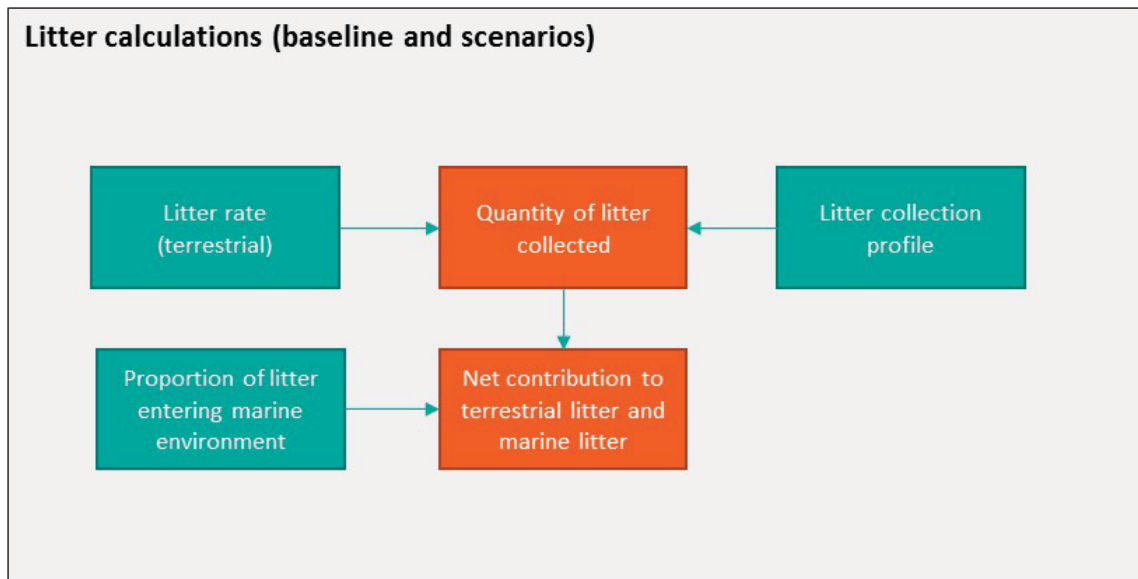 Litter calculations (baseline and scenarios)
Litter rate
(terrestrial)
Quantity of litter
collected
Litter collection
profile
Proportion of litter
entering marine
environment
Net contribution to
terrestrial litter and
marine litter